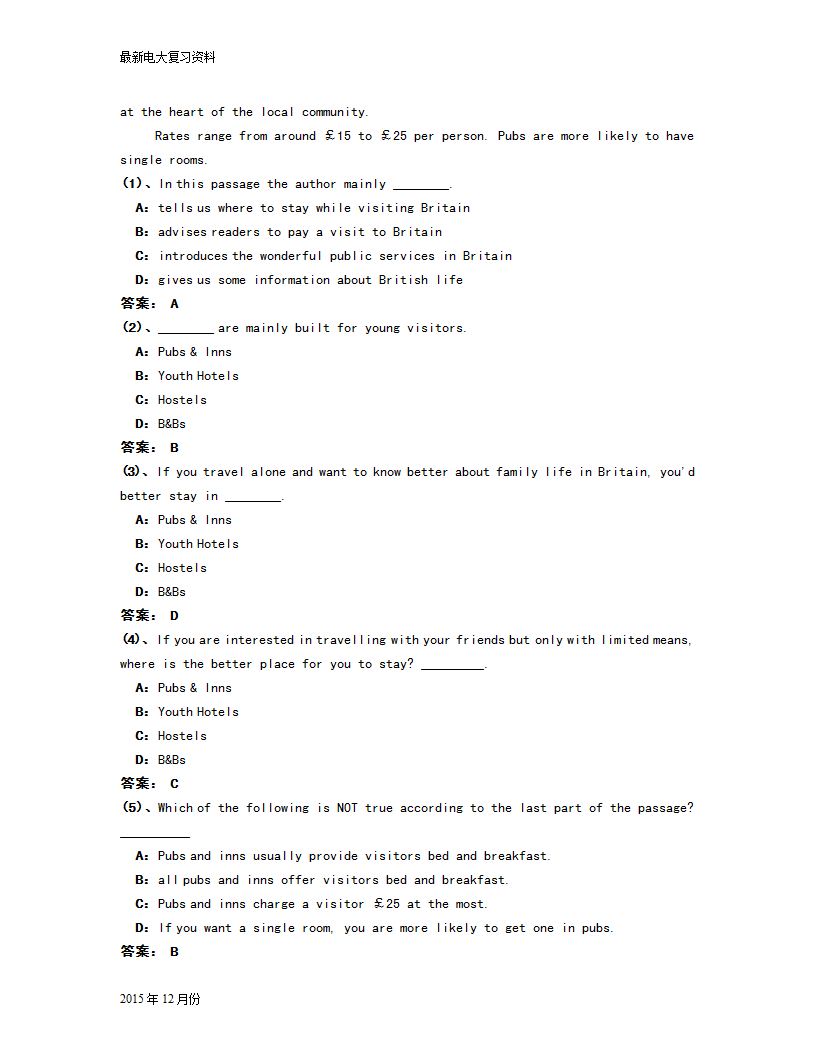 最新电大复习资料
at the heart of the local community.
Rates range from around ￡15 to ￡25 per person. Pubs are more likely to have
single rooms.
(1)、In this passage the author mainly ________.
A: tells us where to stay while visiting Britain
B: advises readers to pay a visit to Britain
C: introduces the wonderful public services in Britain
D: gives us some information about British life
答案： A
(2)、________ are mainly built for young visitors.
A: Pubs & Inns
B: Youth Hotels
C: Hostels
D: B&Bs
答案： B
(3)、If you travel alone and want to know better about family life in Britain, you'd
better stay in ________.
A: Pubs & Inns
B: Youth Hotels
C: Hostels
D: B&Bs
答案： D
(4)、If you are interested in travelling with your friends but only with limited means,
where is the better place for you to stay? _________.
A: Pubs & Inns
B: Youth Hotels
C: Hostels
D: B&Bs
答案： C
(5)、Which of the following is NOT true according to the last part of the passage?
__________
A: Pubs and inns usually provide visitors bed and breakfast.
B: all pubs and inns offer visitors bed and breakfast.
C: Pubs and inns charge a visitor ￡25 at the most.
D: If you want a single room, you are more likely to get one in pubs.
答案： B
2015 年 12 月份